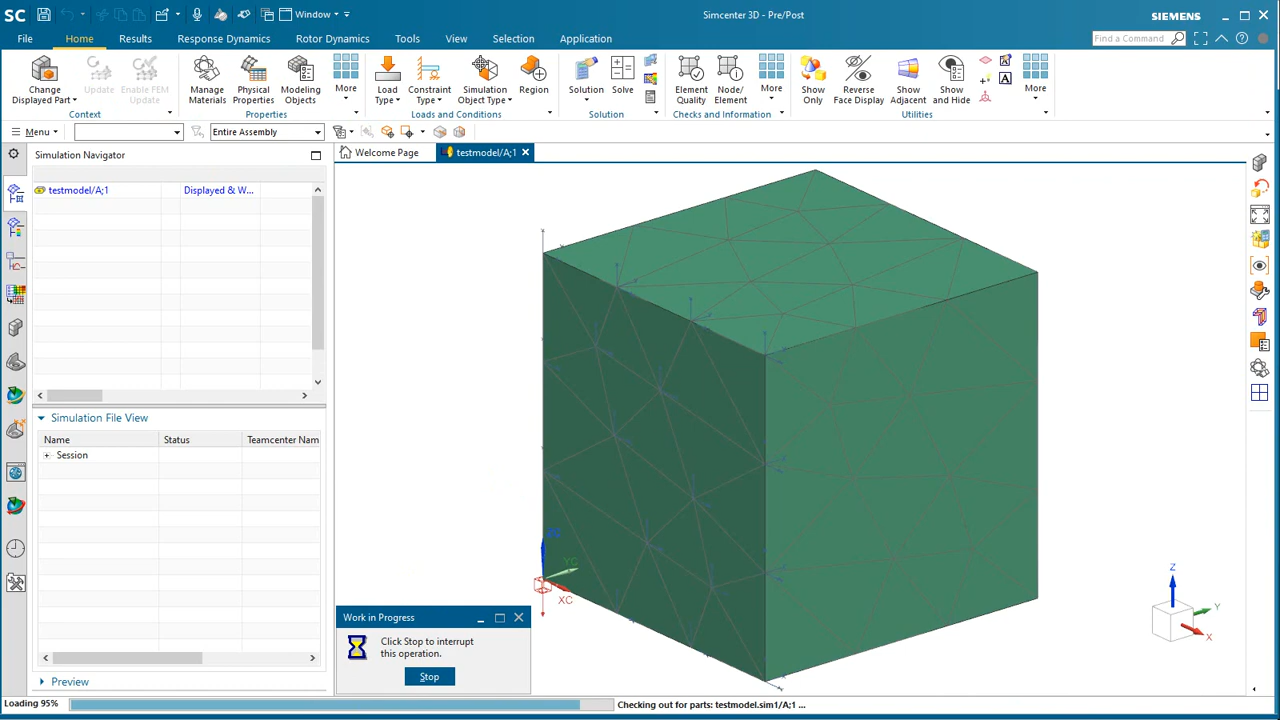 SC
Window
Simcenter 3D - Pre/Post
SIEMENS
File Home Results Response Dynamics Rotor Dynamics Tools View Selection Application
Find a Command
Change Displayed Part
Update
Enable FEM Update
Context
Manage Materials
Physical Properties
Modeling Objects
More
Properties
Load Type
Constraint Type
Simulation Object Type
Region
Loads and Conditions
Solution
Solve
Solution
Element Quality
Node/ Element
More
Checks and Information
Show Only
Reverse Face Display
Show Adjacent
Show and Hide
More
Utilities
Menu
Entire Assembly
Simulation Navigator
Welcome Page
testmodel/A;1
testmodel/A;1 Displayed & W...
Simulation File View
Name Status Teamcenter Nam
Session
Preview
ZC
YC
XC
Z
Y
X
Work in Progress
Click Stop to interrupt
this operation.
Stop
Loading 95%
Checking out for parts: testmodel.sim1/A;1 ...